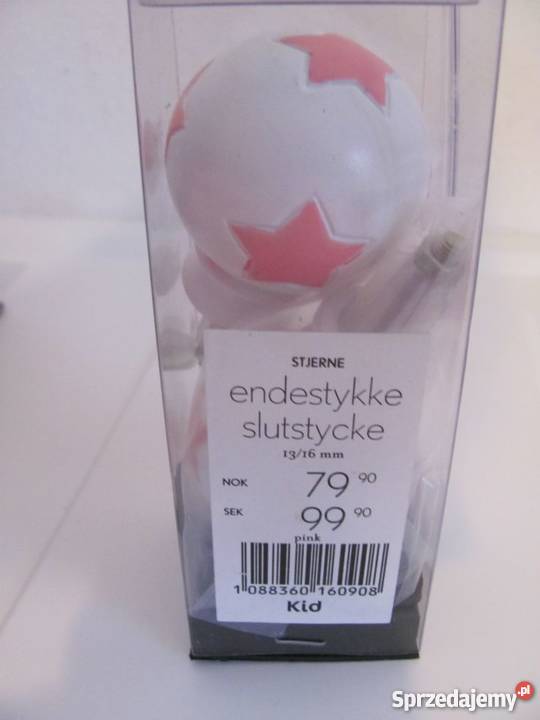 STJERNE
endestykke
slutstycke
13/16 mm
NOK 79 90
SEK 99 90
pink
1 088360 160908
Kid
Sprzedajemy.pl